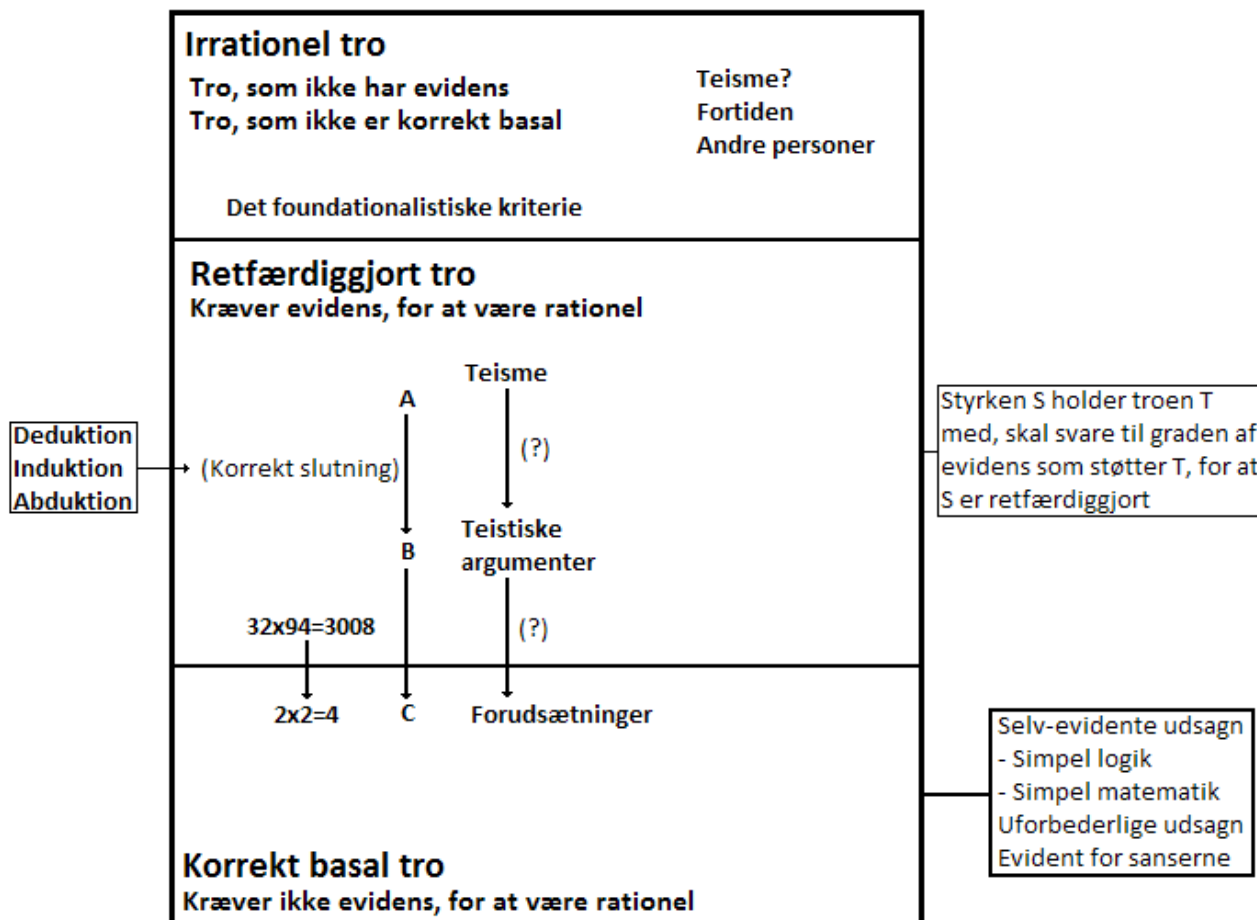 Irrationel tro
Tro, som ikke har evidens
Tro, som ikke er korrekt basal
Teisme?
Fortiden
Andre personer
Det foundationalistiske kriterie
Retfærdiggjort tro
Kræver evidens, for at være rationel
Deduktion
Induktion
Abduktion
(Korrekt slutning)
A
B
Teisme
(?)
Teistiske
argumenter
(?)
32x94=3008
Styrken S holder troen T
med, skal svare til graden af
evidens som støtter T, for at
S er retfærdiggjort
2x2=4
C
Forudsætninger
Selv-evidente udsagn
- Simpel logik
- Simpel matematik
Uforbederlige udsagn
Evident for sanserne
Korrekt basal tro
Kræver ikke evidens, for at være rationel